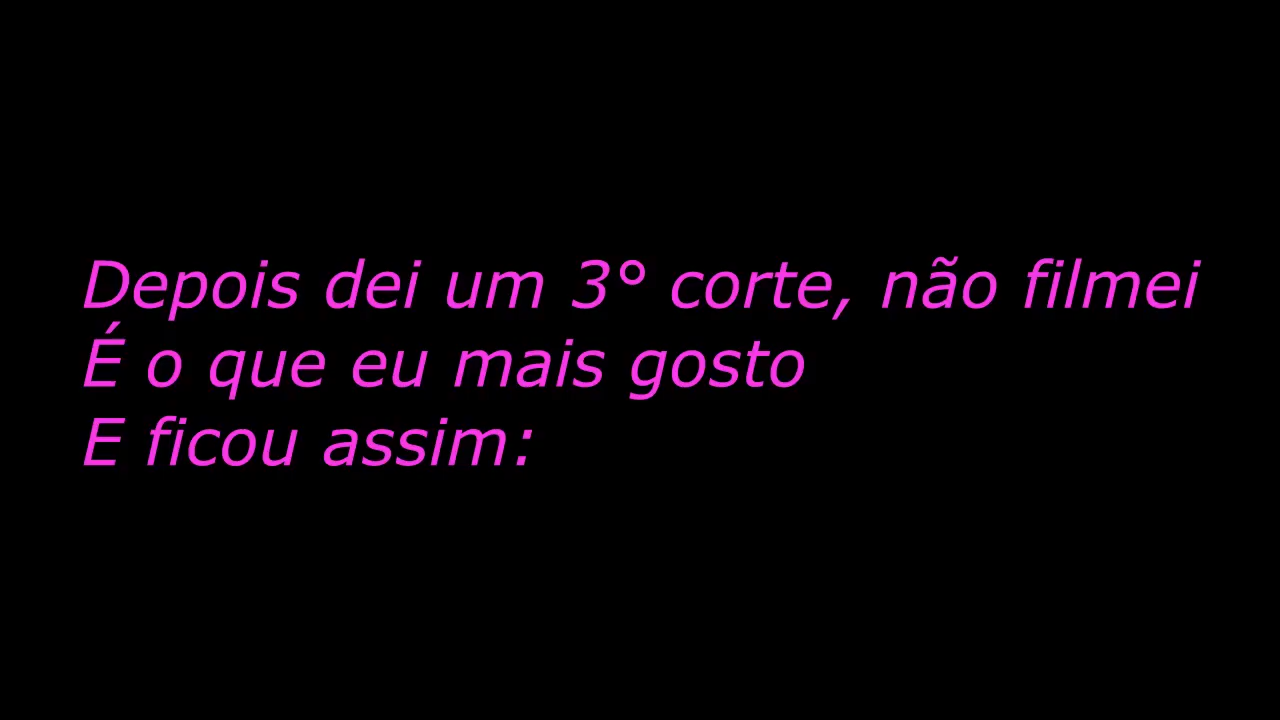 Depois dei um 3° corte, não filmei
É o que eu mais gosto
E ficou assim: